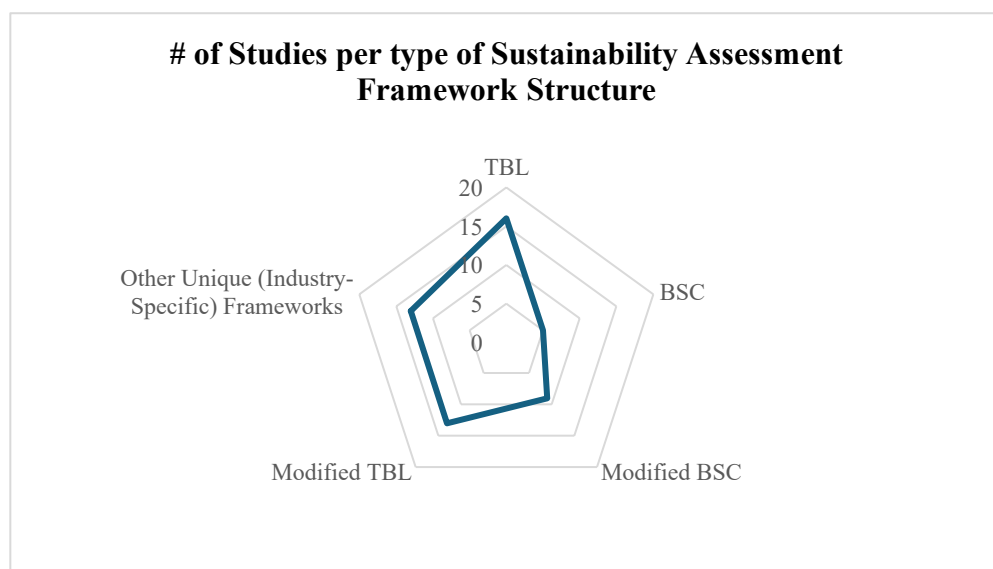 # of Studies per type of Sustainability Assessment
Framework Structure
TBL
20
15
10
5
0
BSC
Modified BSC
Modified TBL
Other Unique (Industry-
Specific) Frameworks